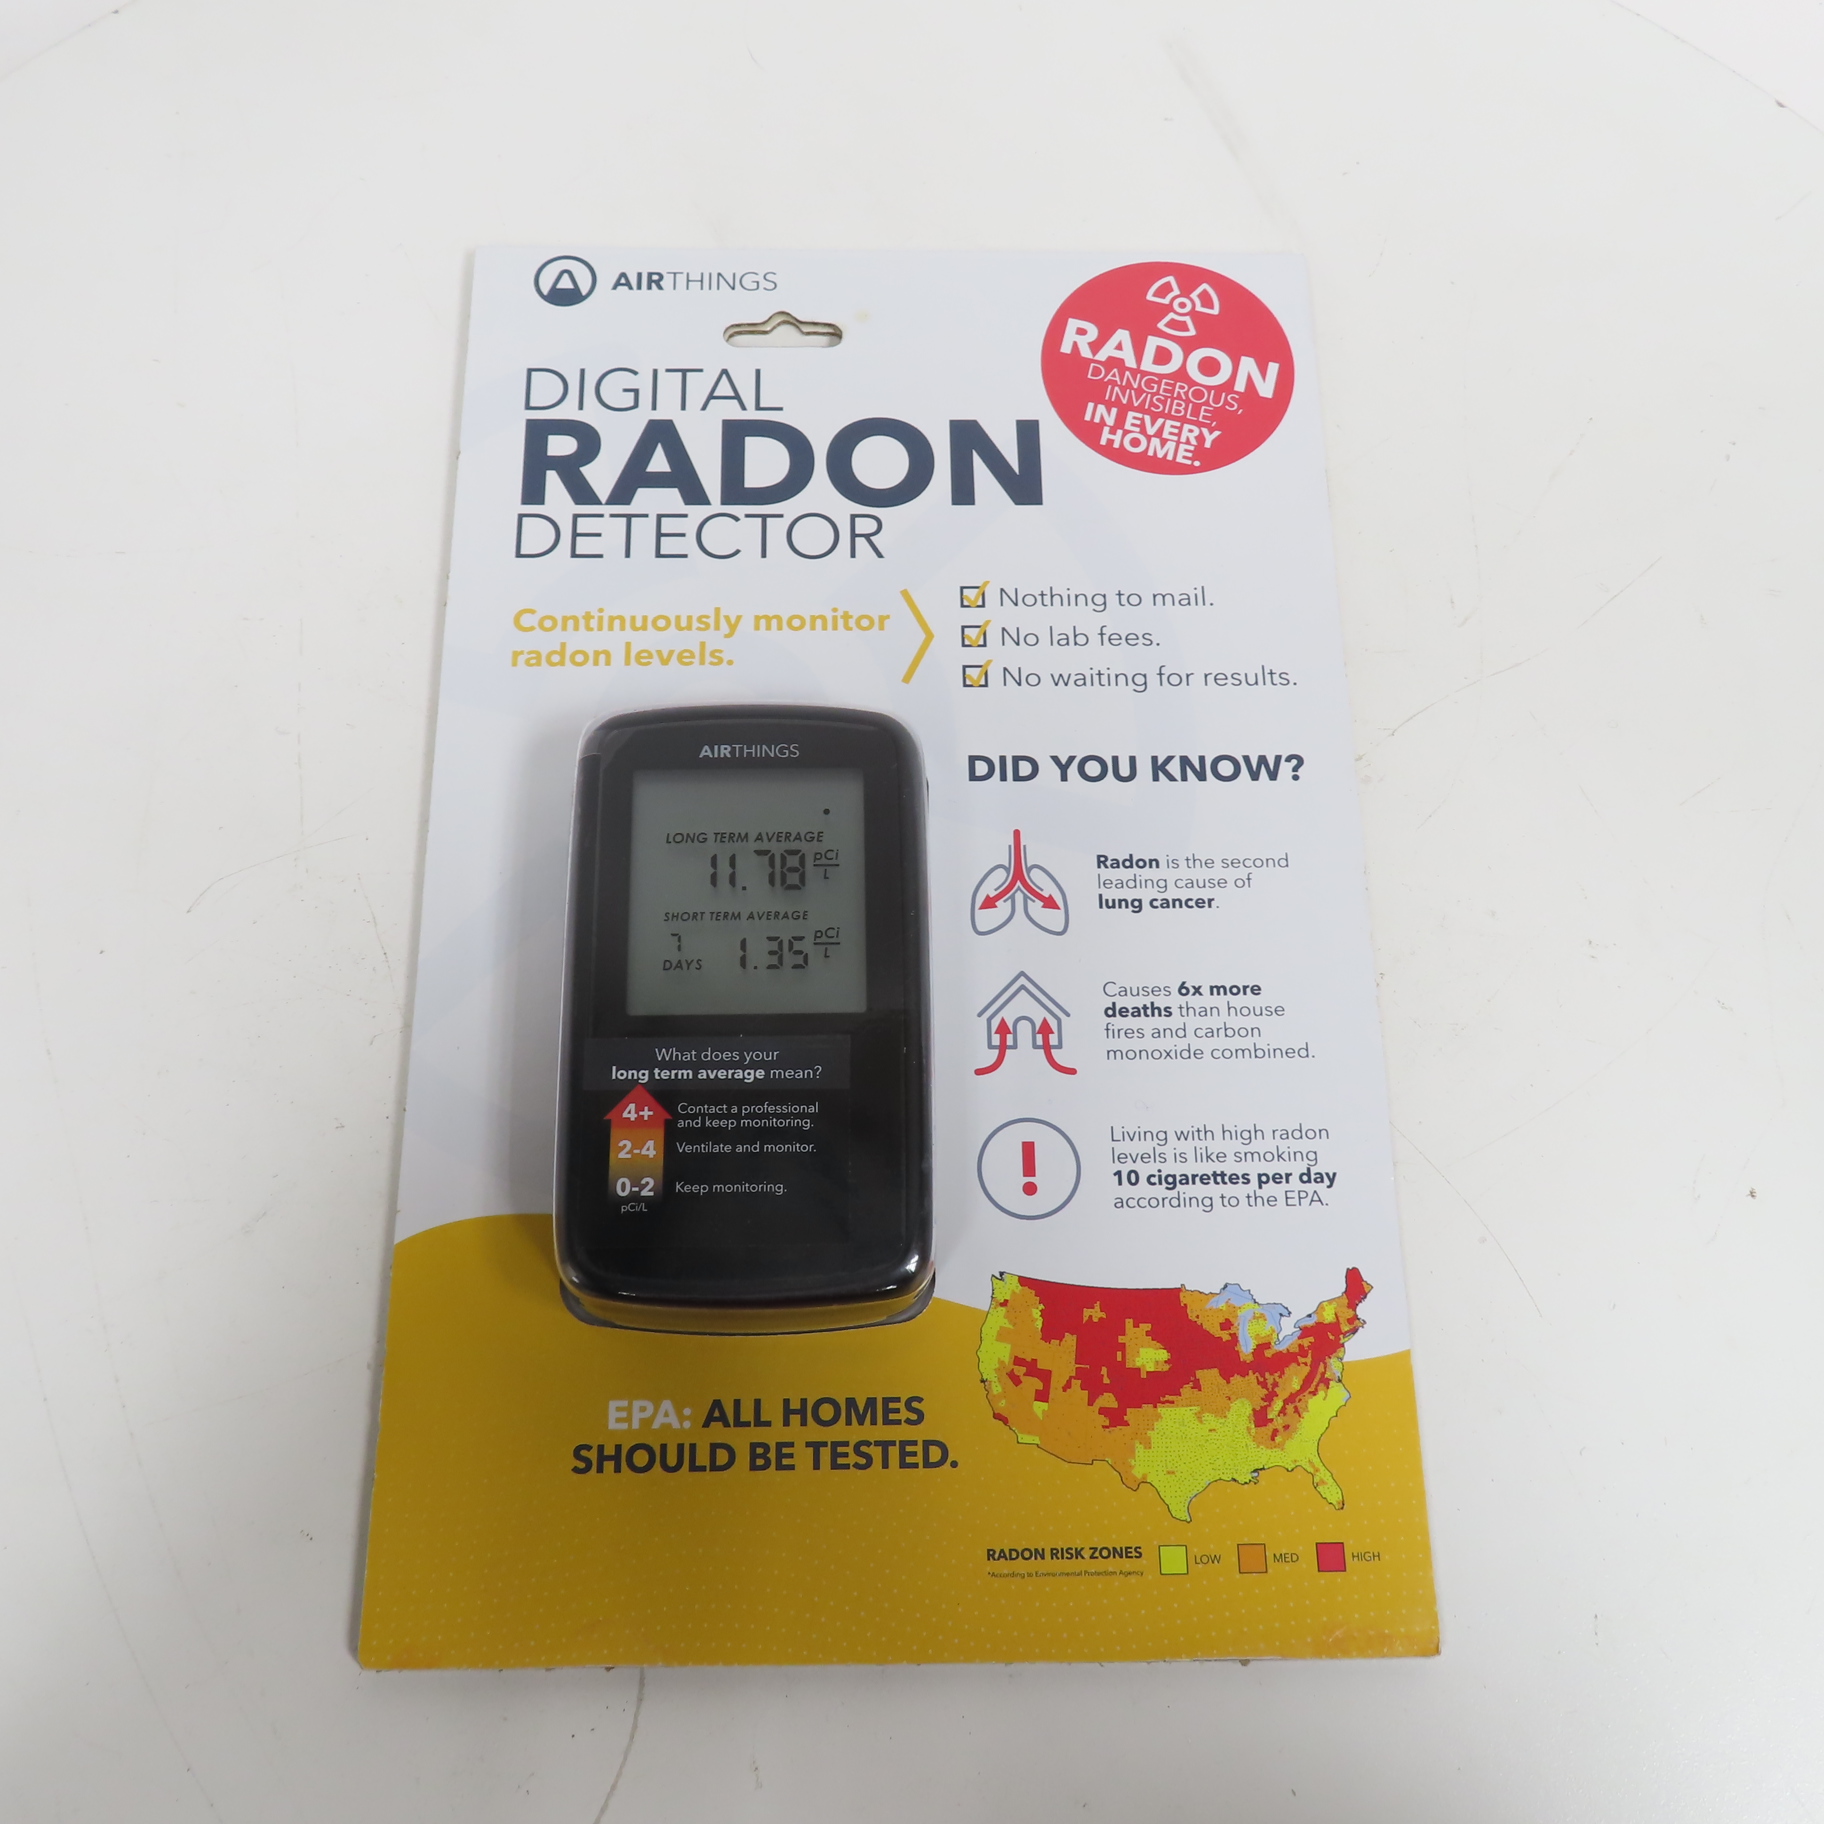 AIRTHINGS
RADON
DANGEROUS,
INVISIBLE,
IN EVERY
HOME.
DIGITAL
RADON
DETECTOR
Continuously monitor
radon levels.
Nothing to mail.
No lab fees.
No waiting for results.
AIRTHINGS
LONG TERM AVERAGE
11.78 pCi/L
SHORT TERM AVERAGE
7 DAYS 1.35 pCi/L
What does your
long term average mean?
4+ Contact a professional
and keep monitoring.
2-4 Ventilate and monitor.
0-2 Keep monitoring.
pCi/L
DID YOU KNOW?
Radon is the second
leading cause of
lung cancer.
Causes 6x more
deaths than house
fires and carbon
monoxide combined.
Living with high radon
levels is like smoking
10 cigarettes per day
according to the EPA.
EPA: ALL HOMES
SHOULD BE TESTED.
RADON RISK ZONES LOW MED HIGH
*According to Environmental Protection Agency